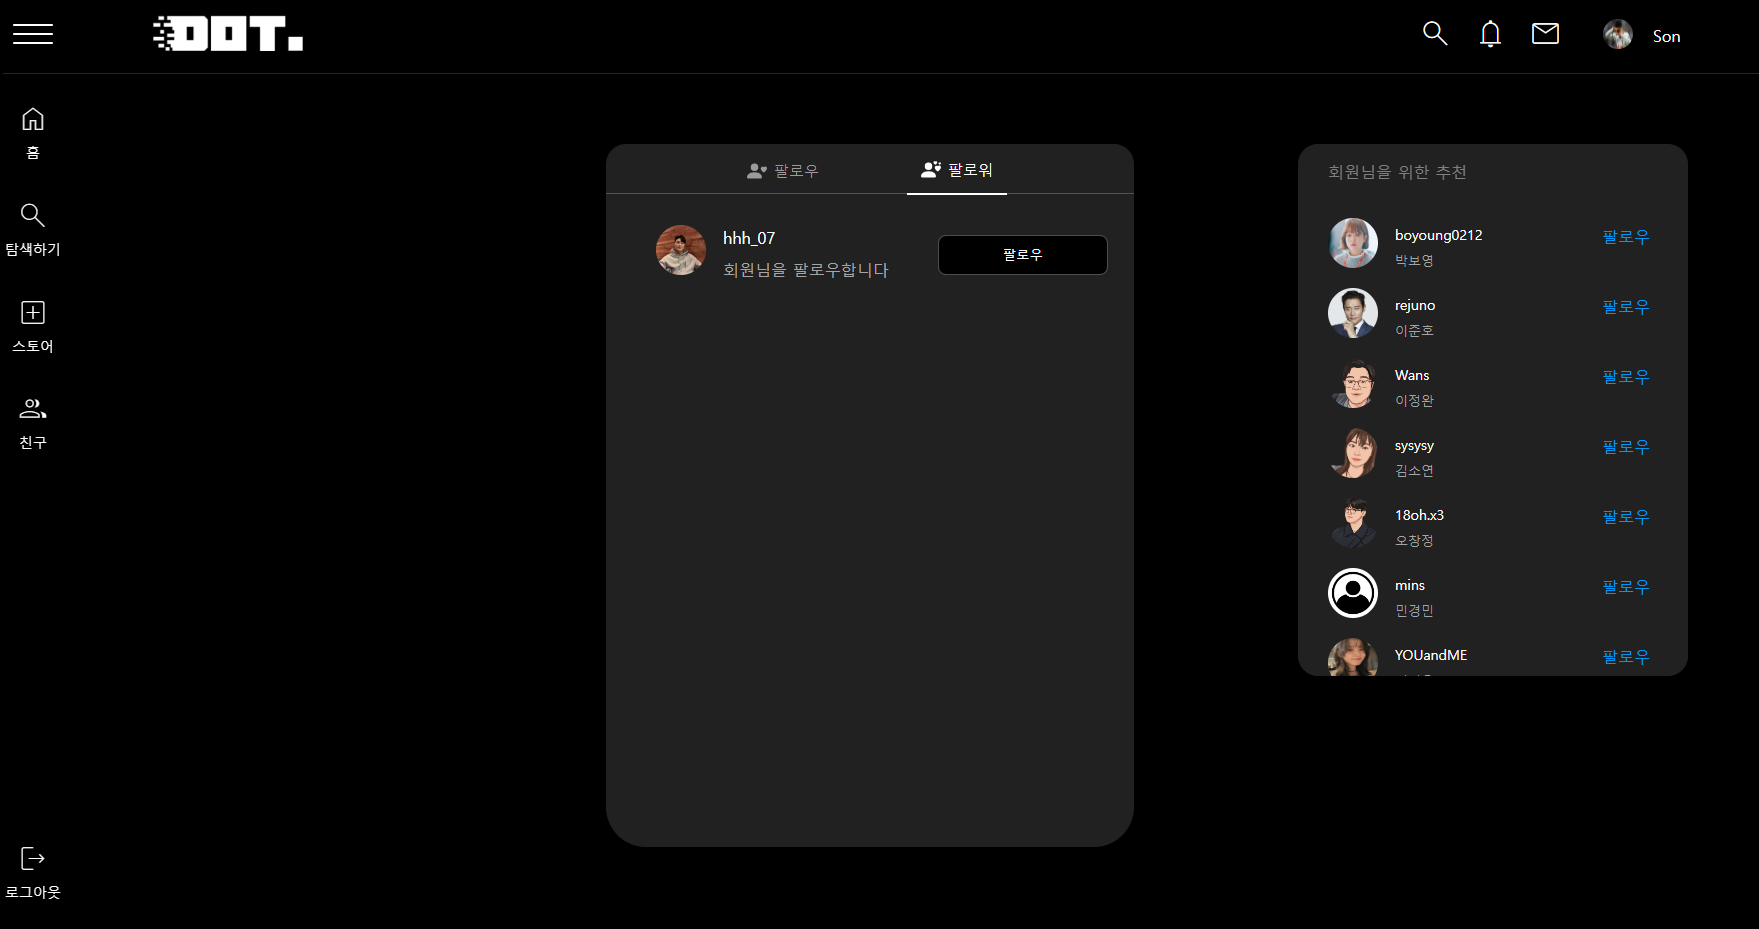 DOT.
Son
홈
탐색하기
스토어
친구
로그아웃
팔로우
팔로워
hhh_07
회원님을 팔로우합니다
팔로우
회원님을 위한 추천
boyoung0212
팔로우
박보영
rejuno
팔로우
이준호
Wans
팔로우
이정완
sysysy
팔로우
김소연
18oh.x3
팔로우
오창정
mins
팔로우
민경민
YOUandME
팔로우